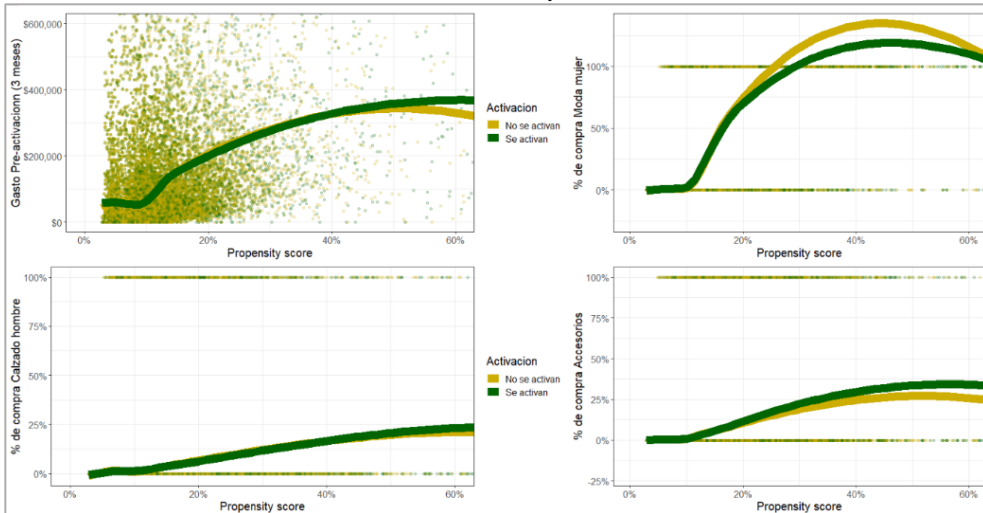 Gasto Pre-activacionn (3 meses)
$600,000
$400,000
$200,000
$0
0%
20%
40%
60%
Propensity score
Activacion
No se activan
Se activan
% de compra Moda mujer
100%
50%
0%
0%
20%
40%
60%
Propensity score
% de compra Calzado hombre
100%
75%
50%
25%
0%
0%
20%
40%
60%
Propensity score
Activacion
No se activan
Se activan
% de compra Accesorios
100%
75%
50%
25%
0%
-25%
0%
20%
40%
60%
Propensity score